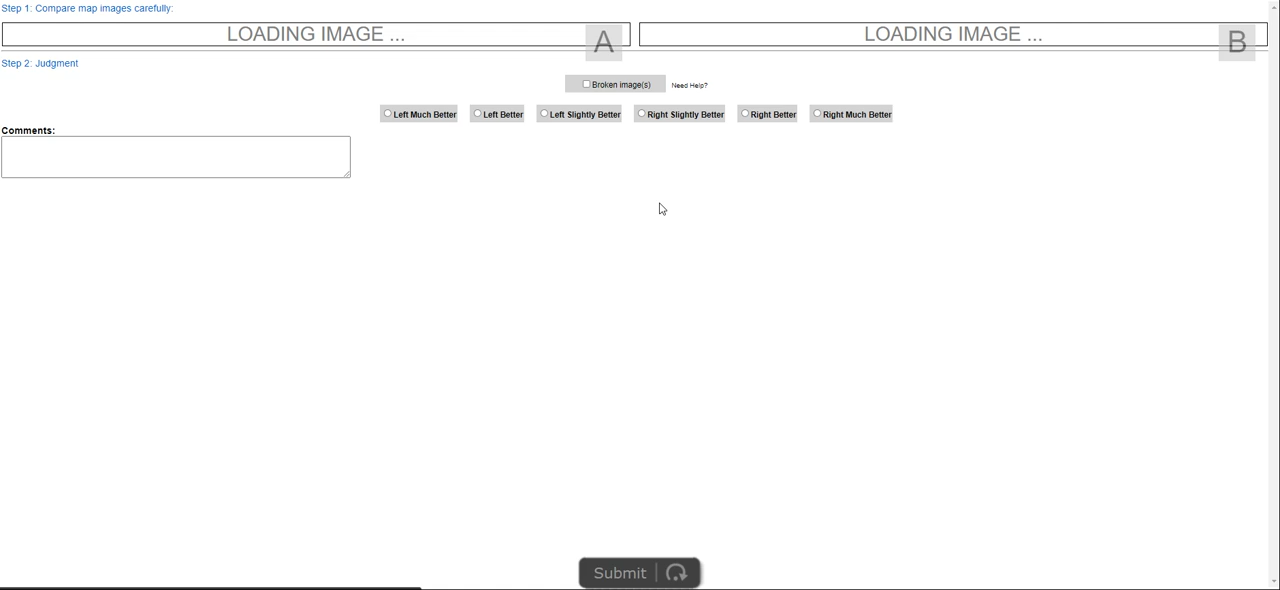 Step 1: Compare map images carefully:
LOADING IMAGE ... A LOADING IMAGE ... B
Step 2: Judgment
Broken image(s) Need Help?
Left Much Better Left Better Left Slightly Better Right Slightly Better Right Better Right Much Better
Comments:
Submit